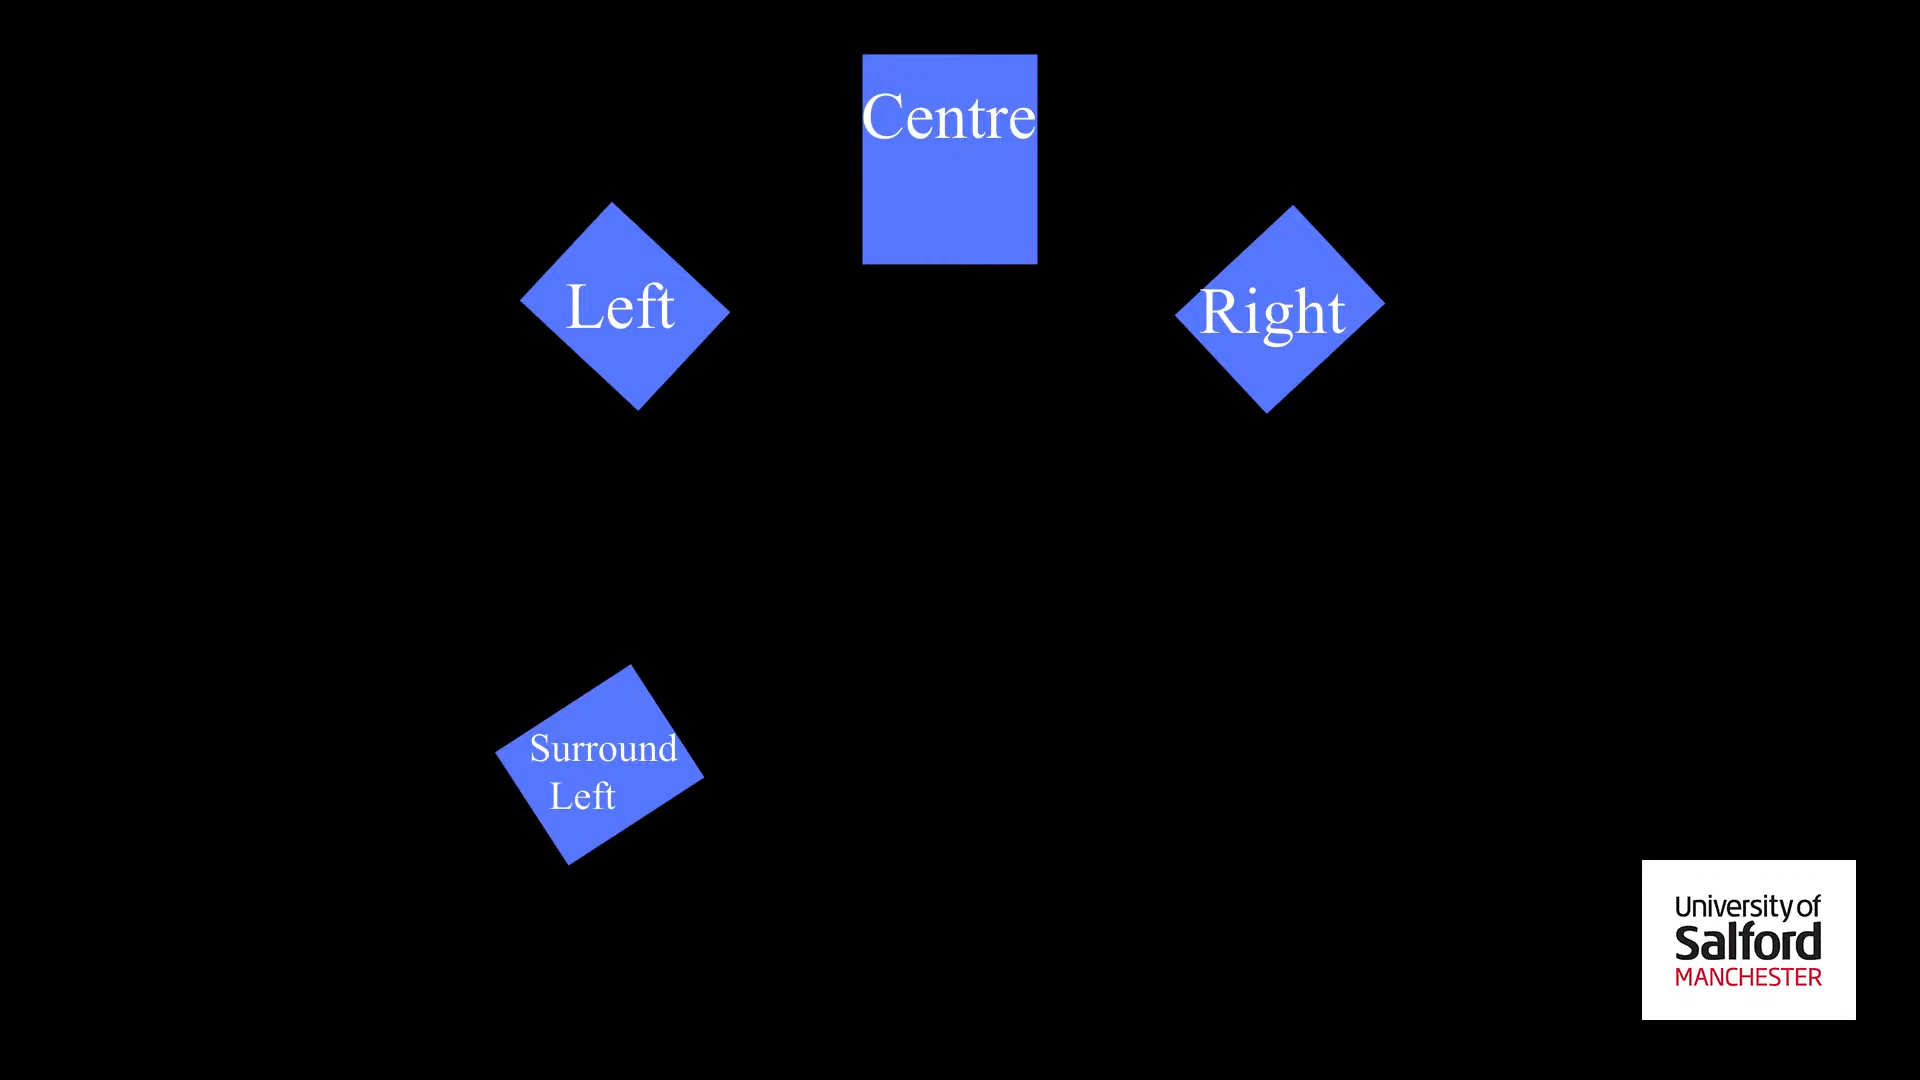 Centre
Left
Right
Surround
Left
University of
Salford
MANCHESTER